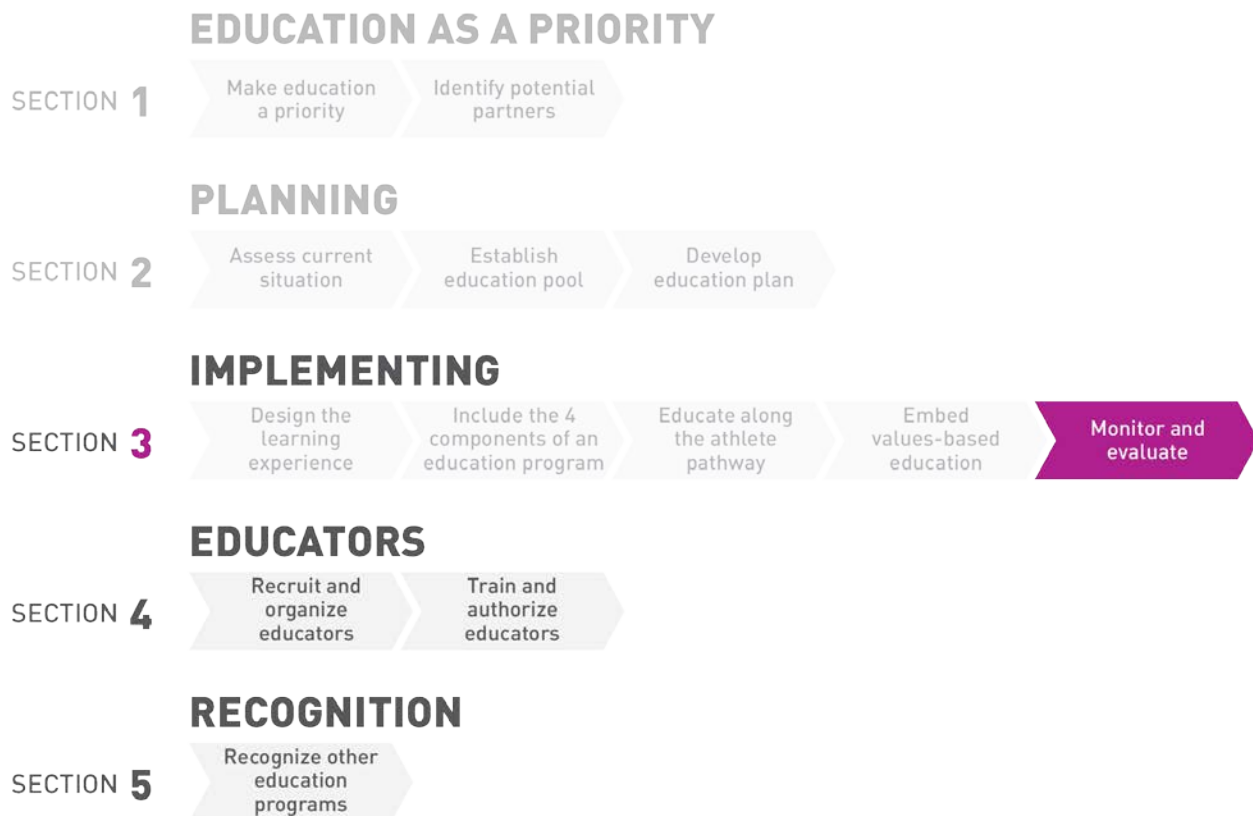 EDUCATION AS A PRIORITY
SECTION 1
Make education
a priority
Identify potential
partners
PLANNING
SECTION 2
Assess current
situation
Establish
education pool
Develop
education plan
IMPLEMENTING
SECTION 3
Design the
learning
experience
Include the 4
components of an
education program
Educate along
the athlete
pathway
Embed
values-based
education
Monitor and
evaluate
EDUCATORS
SECTION 4
Recruit and
organize
educators
Train and
authorize
educators
RECOGNITION
SECTION 5
Recognize other
education
programs